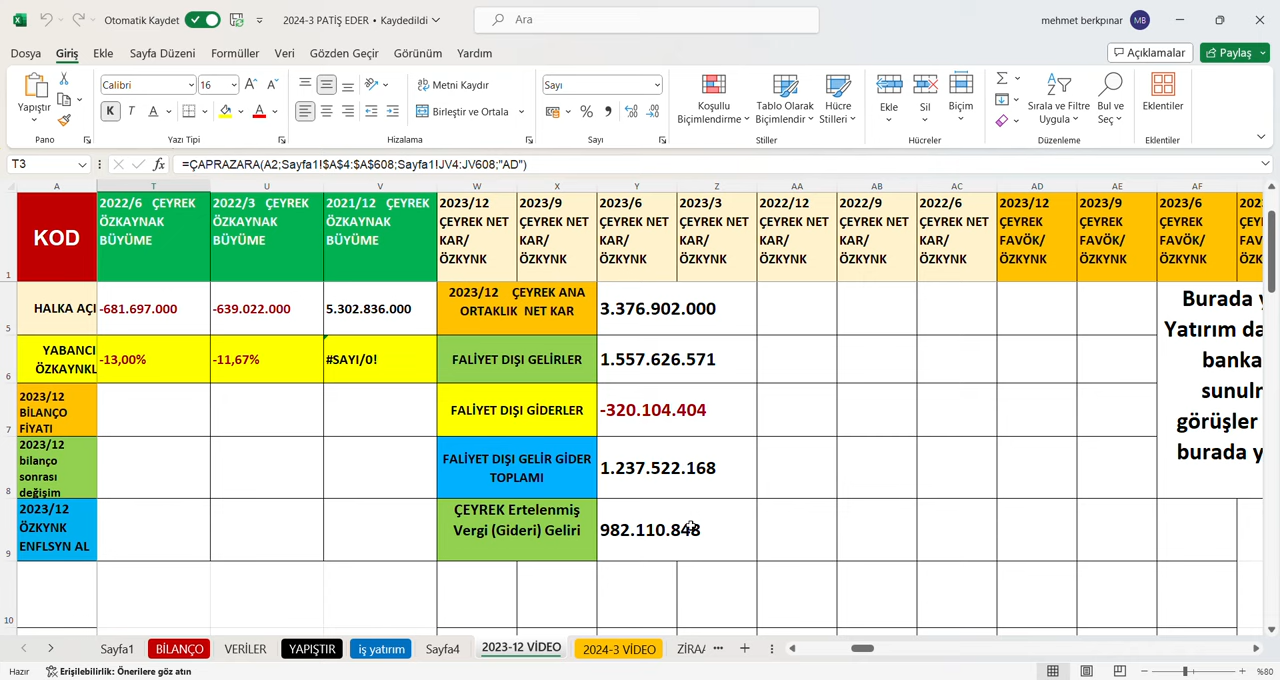 Otomatik Kaydet
2024-3 PATİŞ EDER • Kaydedildi
Ara
mehmet berkpınar
MB
Dosya Giriş Ekle Sayfa Düzeni Formüller Veri Gözden Geçir Görünüm Yardım
Açıklamalar
Paylaş
Yapıştır
Pano
Calibri
16
K T A
Yazı Tipi
Metni Kaydır
Birleştir ve Ortala
Hizalama
Sayı
Sayı
Koşullu
Biçimlendirme
Tablo Olarak
Biçimlendir
Hücre
Stilleri
Stiller
Ekle
Sil
Biçim
Hücreler
Sırala ve Filtre
Uygula
Bul ve
Seç
Düzenleme
Eklentiler
Eklentiler
T3
fx
=ÇAPRAZARA(A2;Sayfa1!$A$4:$A$608;Sayfa1!JV4:JV608;"AD")
A T U V W X Y Z AA AB AC AD AE AF
1
KOD
2022/6 ÇEYREK
ÖZKAYNAK
BÜYÜME
2022/3 ÇEYREK
ÖZKAYNAK
BÜYÜME
2021/12 ÇEYREK
ÖZKAYNAK
BÜYÜME
2023/12
ÇEYREK NET
KAR/
ÖZKYNK
2023/9
ÇEYREK NET
KAR/
ÖZKYNK
2023/6
ÇEYREK NET
KAR/
ÖZKYNK
2023/3
ÇEYREK NET
KAR/
ÖZKYNK
2022/12
ÇEYREK NET
KAR/
ÖZKYNK
2022/9
ÇEYREK NET
KAR/
ÖZKYNK
2022/6
ÇEYREK NET
KAR/
ÖZKYNK
2023/12
ÇEYREK
FAVÖK/
ÖZKYNK
2023/9
ÇEYREK
FAVÖK/
ÖZKYNK
2023/6
ÇEYREK
FAVÖK/
ÖZKYNK
5
HALKA AÇI
-681.697.000
-639.022.000
5.302.836.000
2023/12 ÇEYREK ANA
ORTAKLIK NET KAR
3.376.902.000
6
YABANCI
ÖZKAYNKL
-13,00%
-11,67%
#SAYI/0!
FALİYET DIŞI GELİRLER
1.557.626.571
7
2023/12
BİLANÇO
FİYATI
FALİYET DIŞI GİDERLER
-320.104.404
8
2023/12
bilanço
sonrası
değişim
FALİYET DIŞI GELİR GİDER
TOPLAMI
1.237.522.168
9
2023/12
ÖZKYNK
ENFLSYN AL
ÇEYREK Ertelenmiş
Vergi (Gideri) Geliri
982.110.848
10
Burada y
Yatırım da
banka
sunulr
görüşler
burada y
Sayfa1 BİLANÇO VERİLER YAPIŞTIR iş yatırım Sayfa4 2023-12 VİDEO 2024-3 VİDEO ZİRAA
Hazır
Erişilebilirlik: Önerilere göz atın
%80